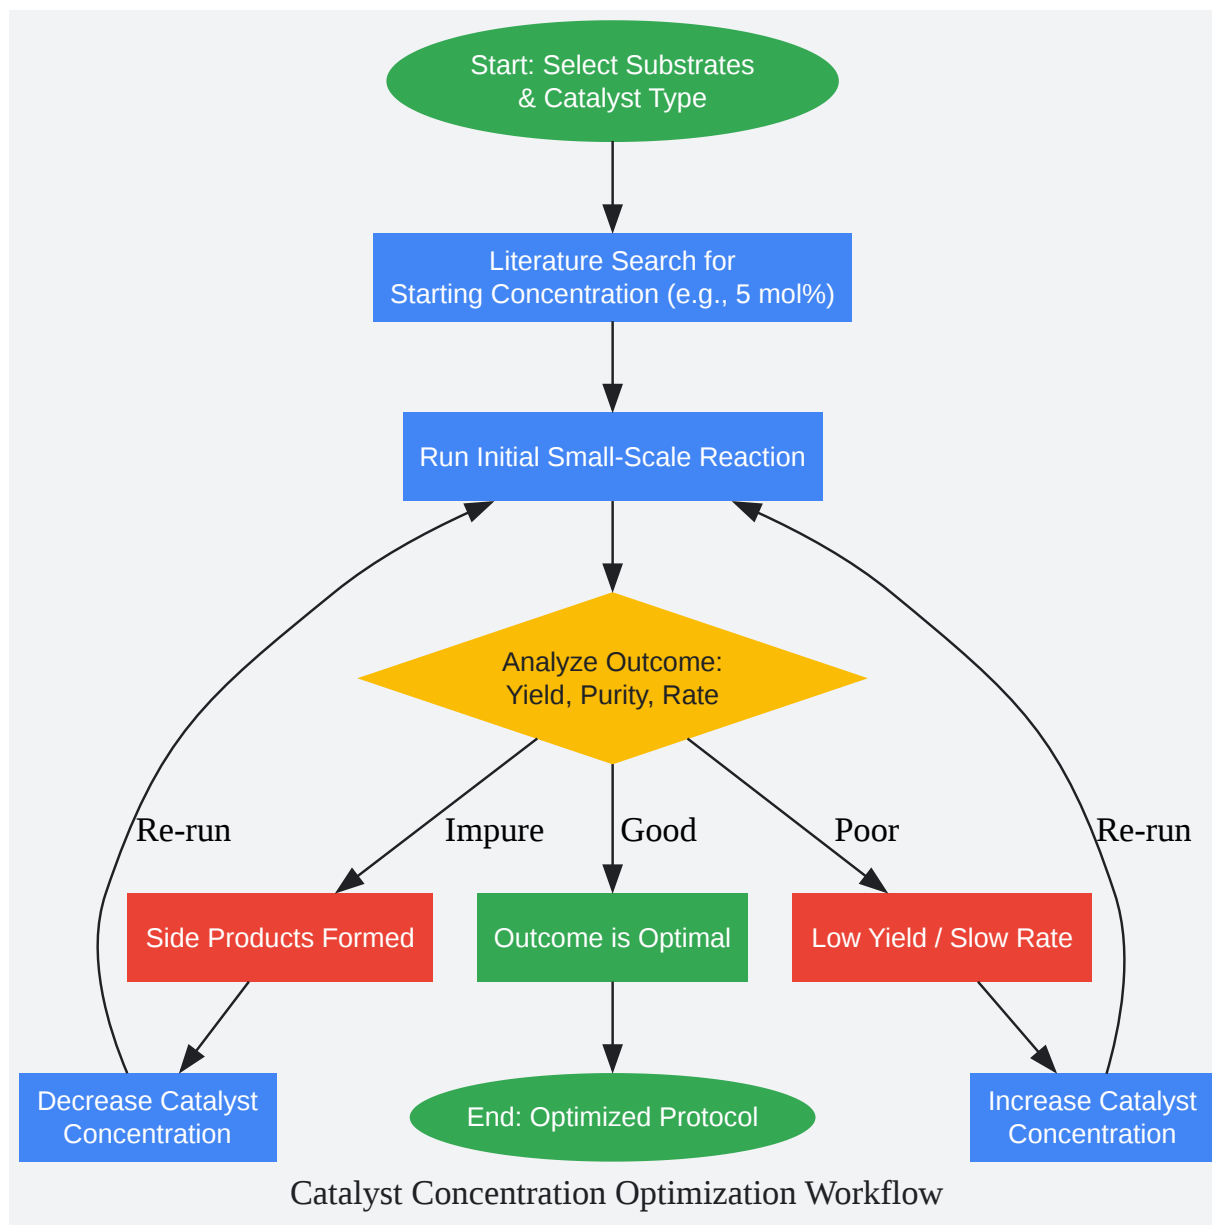 Start: Select Substrates
& Catalyst Type
Literature Search for
Starting Concentration (e.g., 5 mol%)
Run Initial Small-Scale Reaction
Analyze Outcome:
Yield, Purity, Rate
Re-run
Impure
Good
Poor
Re-run
Side Products Formed
Outcome is Optimal
Low Yield / Slow Rate
Decrease Catalyst
Concentration
End: Optimized Protocol
Increase Catalyst
Concentration
Catalyst Concentration Optimization Workflow